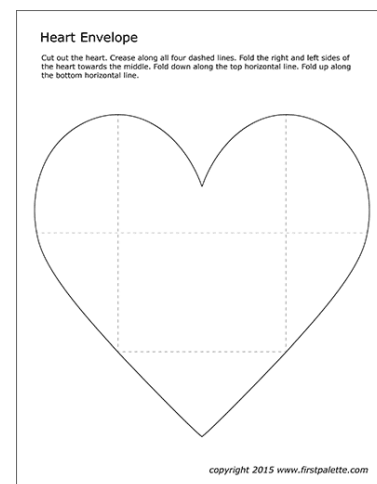 Heart Envelope
Cut out the heart. Crease along all four dashed lines. Fold the right and left sides of
the heart towards the middle. Fold down along the top horizontal line. Fold up along
the bottom horizontal line.
copyright 2015 www.firstpalette.com